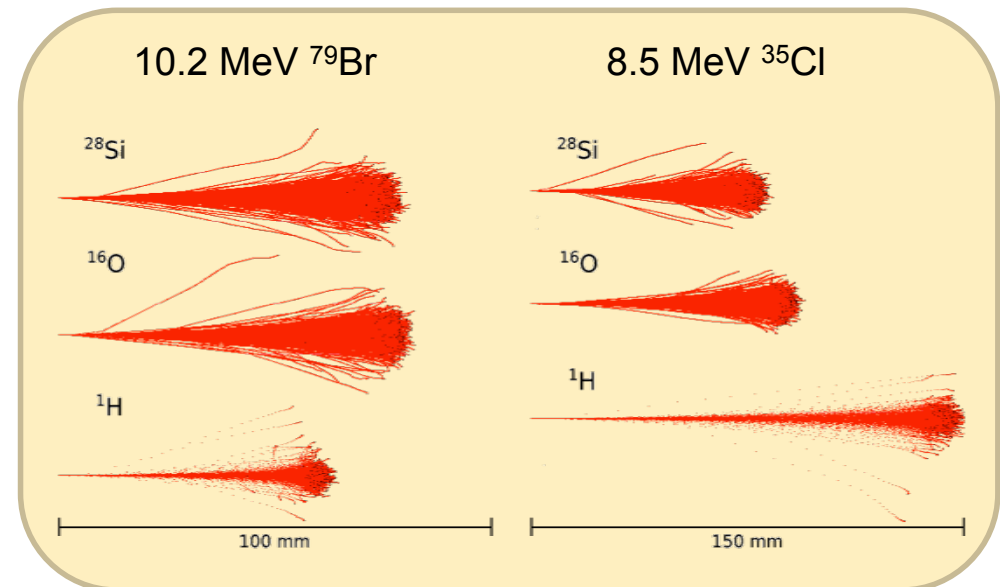 10.2 MeV ⁷⁹Br
²⁸Si
¹⁶O
¹H
100 mm
8.5 MeV ³⁵Cl
²⁸Si
¹⁶O
¹H
150 mm